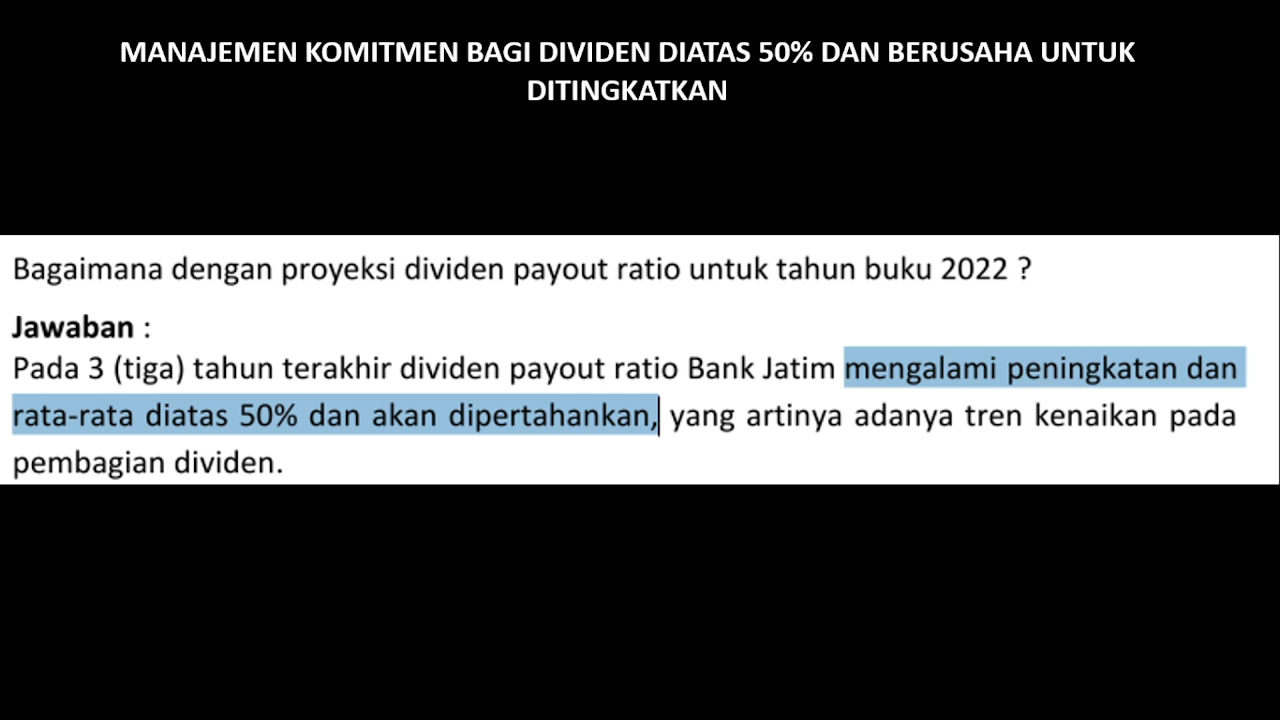 MANAJEMEN KOMITMEN BAGI DIVIDEN DIATAS 50% DAN BERUSAHA UNTUK
DITINGKATKAN
Bagaimana dengan proyeksi dividen payout ratio untuk tahun buku 2022 ?
Jawaban :
Pada 3 (tiga) tahun terakhir dividen payout ratio Bank Jatim mengalami peningkatan dan
rata-rata diatas 50% dan akan dipertahankan, yang artinya adanya tren kenaikan pada
pembagian dividen.